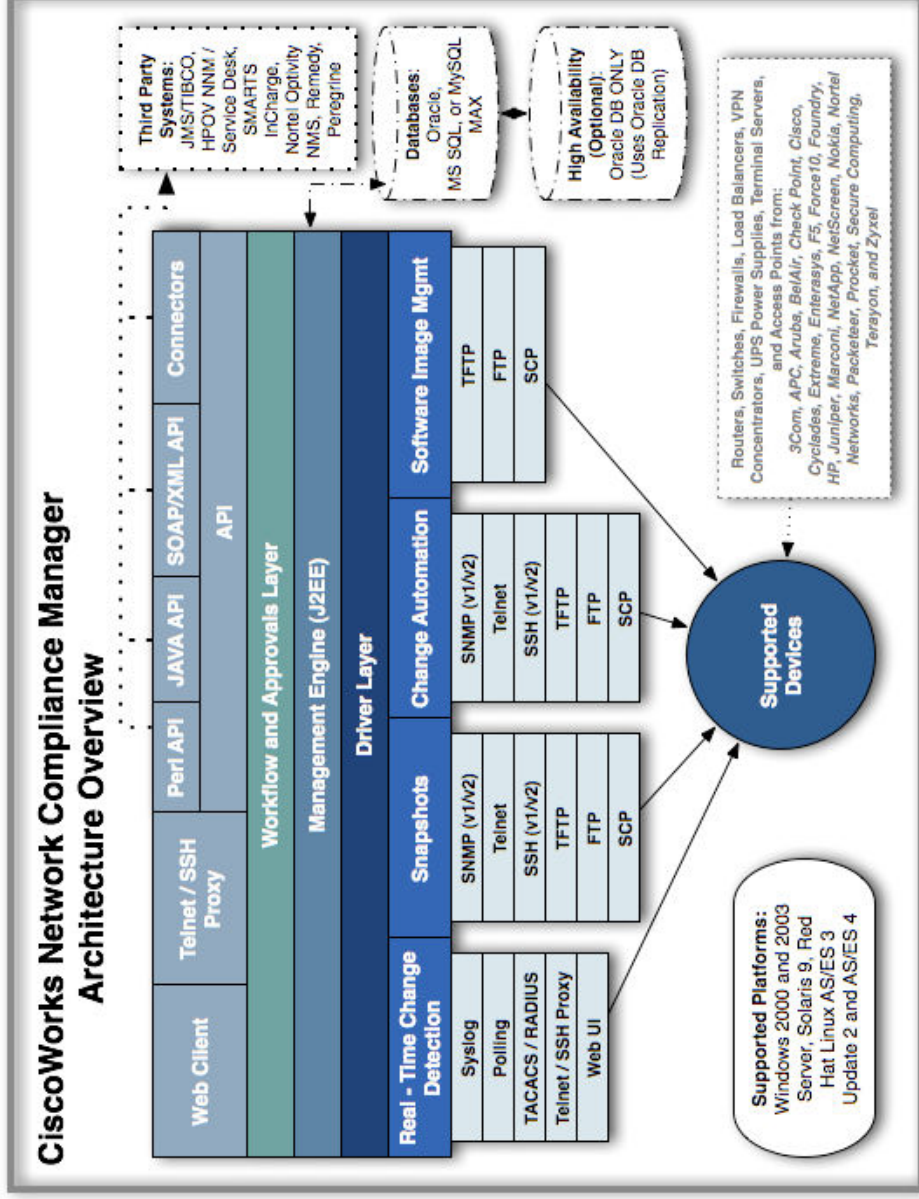 CiscoWorks Network Compliance Manager
Architecture Overview
Web Client
Telnet / SSH
Proxy
Perl API
JAVA API
SOAP/XML API
Connectors
API
Workflow and Approvals Layer
Management Engine (J2EE)
Driver Layer
Real - Time Change
Detection
Snapshots
Change Automation
Software Image Mgmt
Syslog
Polling
TACACS / RADIUS
Telnet / SSH Proxy
Web UI
SNMP (v1/v2)
Telnet
SSH (v1/v2)
TFTP
FTP
SCP
SNMP (v1/v2)
Telnet
SSH (v1/v2)
TFTP
FTP
SCP
TFTP
FTP
SCP
Third Party
Systems:
JMS/TIBCO,
HPOV NNM /
Service Desk,
SMARTS
InCharge,
Nortel Optivity
NMS, Remedy,
Peregrine
Databases:
Oracle,
MS SQL, or MySQL
MAX
High Availability
(Optional):
Oracle DB ONLY
(Uses Oracle DB
Replication)
Supported Platforms:
Windows 2000 and 2003
Server, Solaris 9, Red
Hat Linux AS/ES 3
Update 2 and AS/ES 4
Supported
Devices
Routers, Switches, Firewalls, Load Balancers, VPN
Concentrators, UPS Power Supplies, Terminal Servers,
and Access Points from:
3Com, APC, Aruba, BelAir, Check Point, Cisco,
Cyclades, Extreme, Enterasys, F5, Force10, Foundry,
HP, Juniper, Marconi, NetApp, NetScreen, Nokia, Nortel
Networks, Packeteer, Procket, Secure Computing,
Terayon, and Zyxel